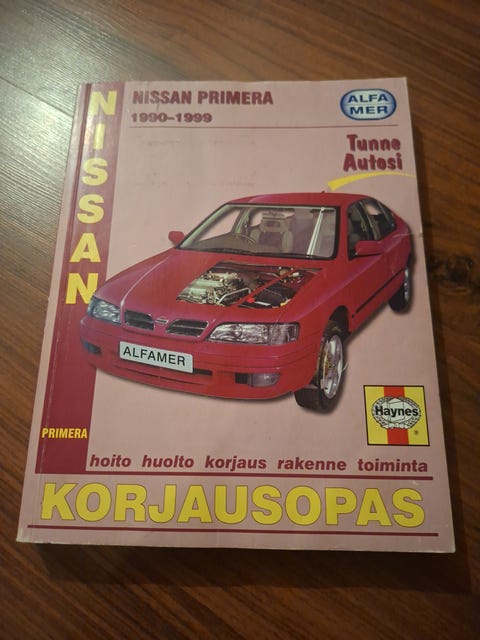 NISSAN
NISSAN PRIMERA
1990-1999
ALFA
MER
Tunne
Autosi
ALFAMER
Haynes
®
PRIMERA
hoito huolto korjaus rakenne toiminta
KORJAUSOPAS